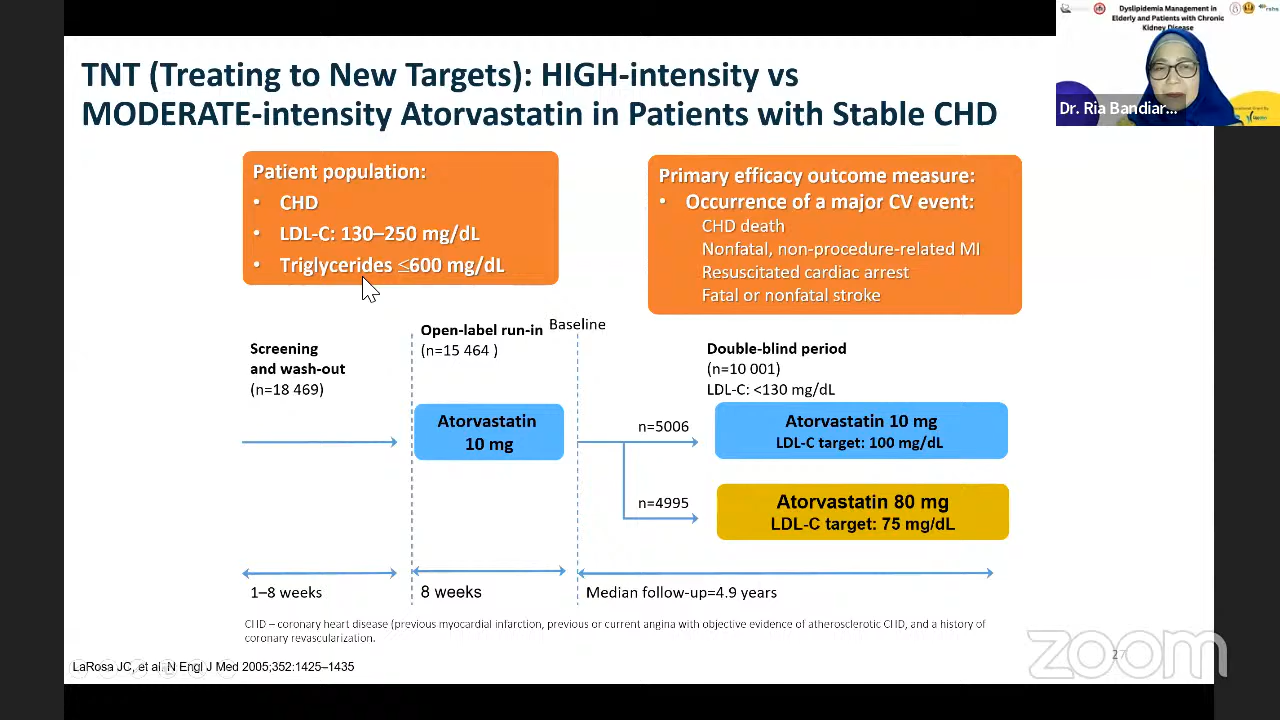 TNT (Treating to New Targets): HIGH-intensity vs
MODERATE-intensity Atorvastatin in Patients with Stable CHD
Dyslipidemia Management in
Elderly and Patients with Chronic
Kidney Disease
Dr. Ria Bandiar...
Patient population:
• CHD
• LDL-C: 130–250 mg/dL
• Triglycerides ≤600 mg/dL
Primary efficacy outcome measure:
• Occurrence of a major CV event:
CHD death
Nonfatal, non-procedure-related MI
Resuscitated cardiac arrest
Fatal or nonfatal stroke
Screening
and wash-out
(n=18 469)
Open-label run-in
(n=15 464 )
Baseline
Double-blind period
(n=10 001)
LDL-C: <130 mg/dL
Atorvastatin
10 mg
n=5006
Atorvastatin 10 mg
LDL-C target: 100 mg/dL
n=4995
Atorvastatin 80 mg
LDL-C target: 75 mg/dL
1–8 weeks
8 weeks
Median follow-up=4.9 years
CHD – coronary heart disease (previous myocardial infarction, previous or current angina with objective evidence of atherosclerotic CHD, and a history of
coronary revascularization.
LaRosa JC, et al. N Engl J Med 2005;352:1425–1435
27
zoom